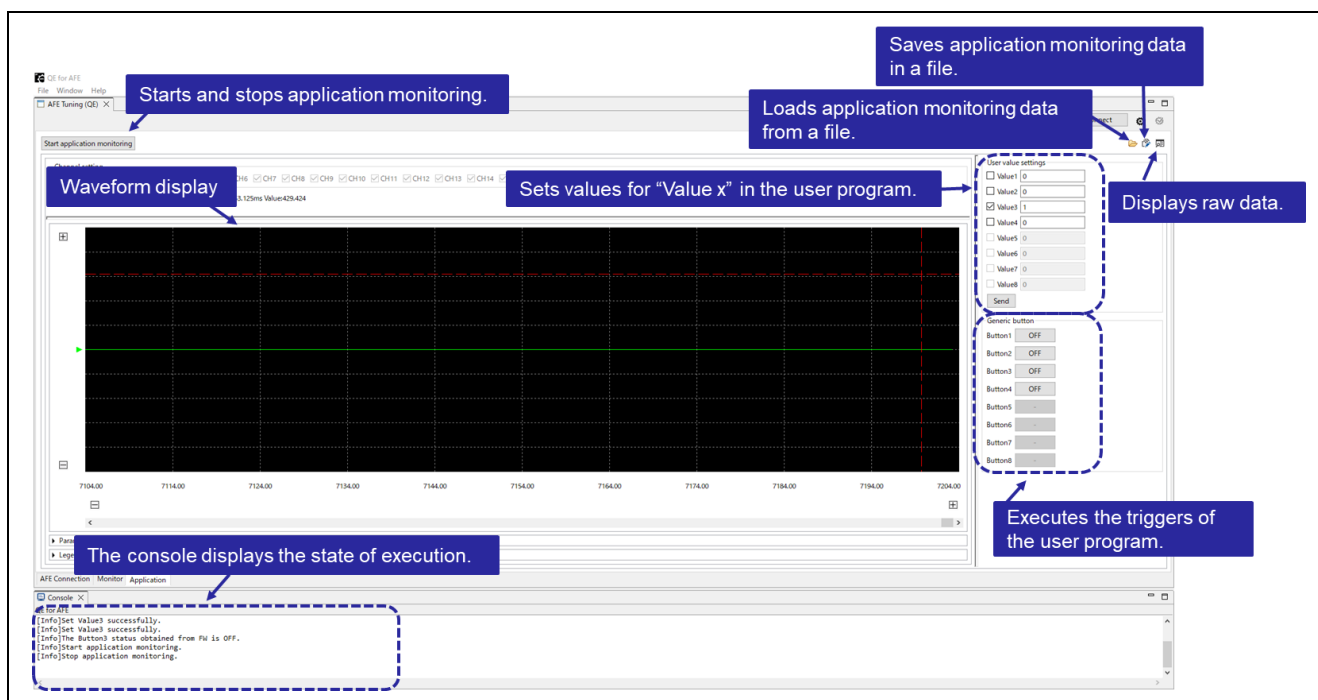 Saves application monitoring data
in a file.
QE for AFE
File Window Help
Starts and stops application monitoring.
Loads application monitoring data
from a file.
AFE Tuning (QE)
Start application monitoring
User value settings
Waveform display
CH6 CH7 CH8 CH9 CH10 CH11 CH12 CH13 CH14
Sets values for “Value x” in the user program.
Value1 0
3.125ms Value:429.424
Value2 0
Displays raw data.
Value3 1
Value4 0
Value5 0
Value6 0
Value7 0
Value8 0
Send
Generic button
Button1 OFF
Button2 OFF
Button3 OFF
Button4 OFF
Button5 -
Button6 -
Button7 -
Button8 -
7104.00 7114.00 7124.00 7134.00 7144.00 7154.00 7164.00 7174.00 7184.00 7194.00 7204.00
Executes the triggers of
the user program.
The console displays the state of execution.
AFE Connection Monitor Application
Console
QE for AFE
[Info]Set Value3 successfully.
[Info]Set Value3 successfully.
[Info]The Button3 status obtained from FW is OFF.
[Info]Start application monitoring.
[Info]Stop application monitoring.